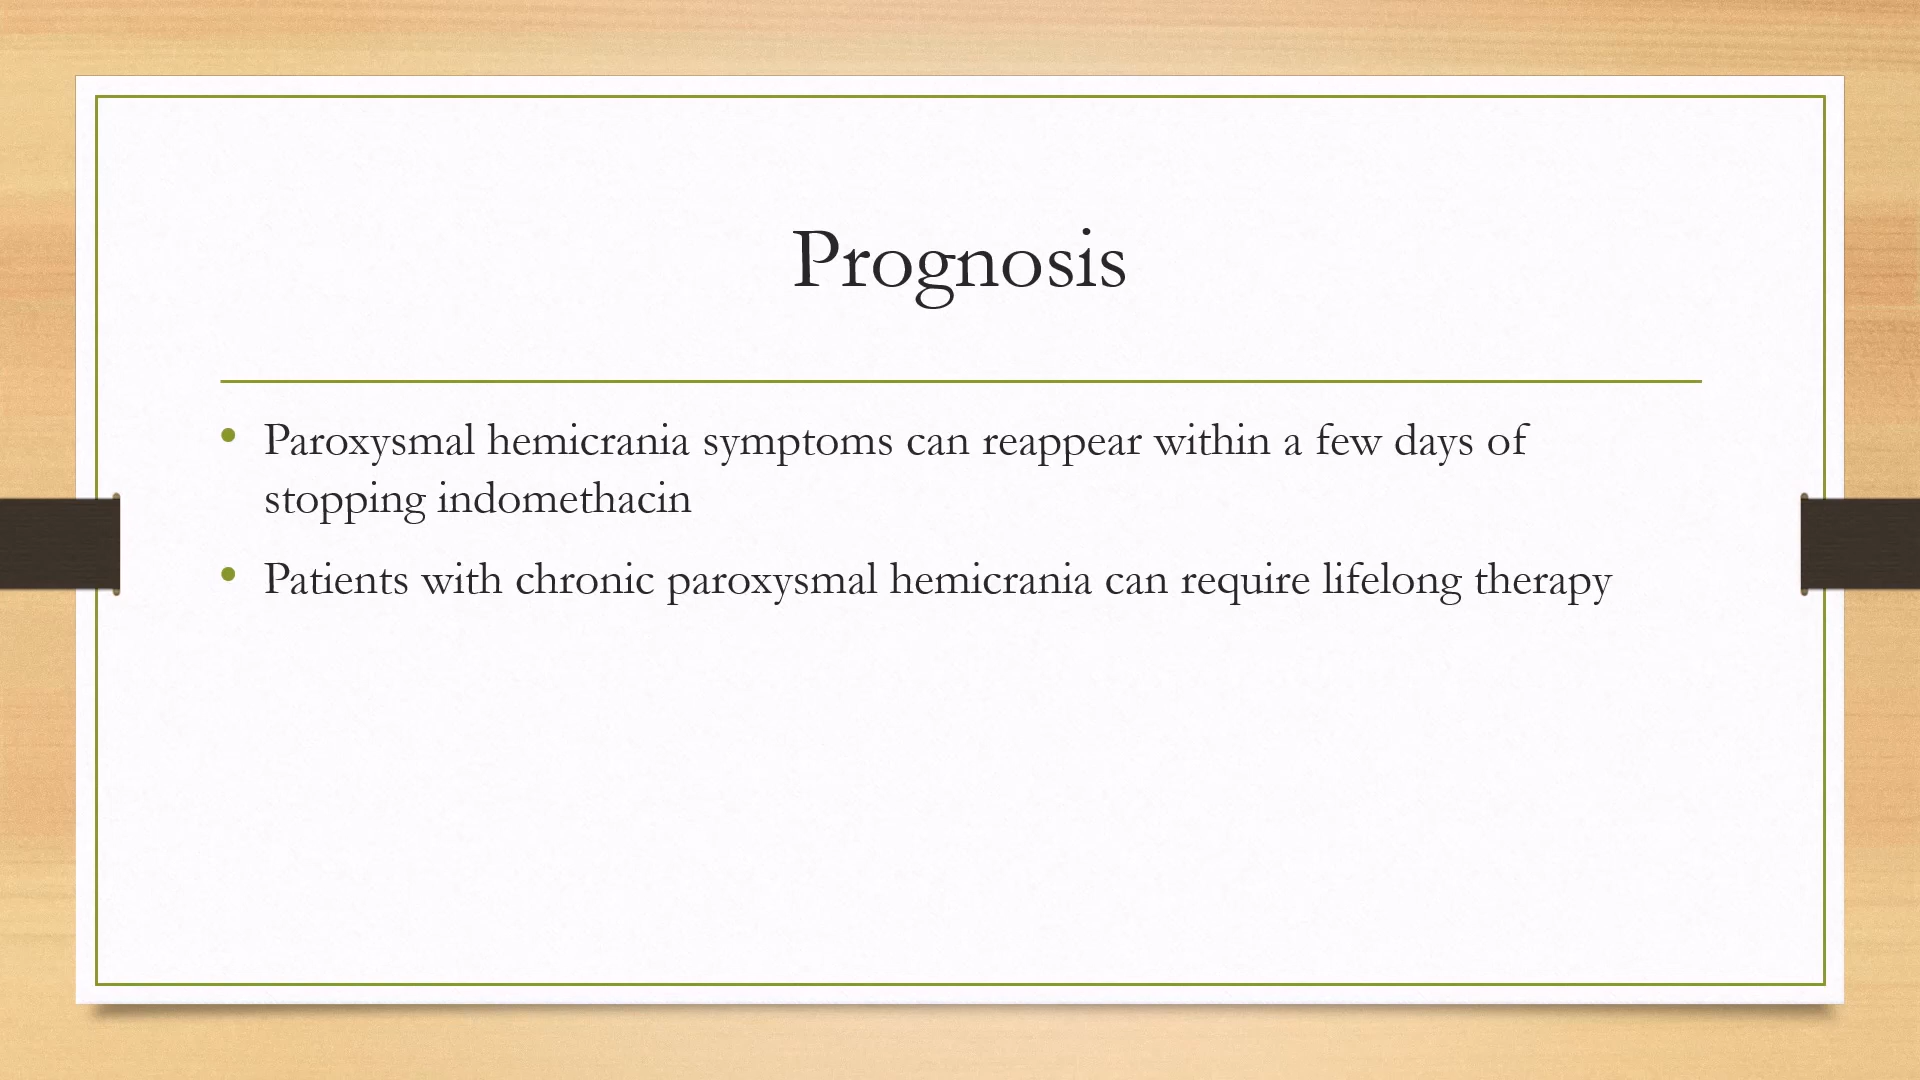 Prognosis
• Paroxysmal hemicrania symptoms can reappear within a few days of
stopping indomethacin
• Patients with chronic paroxysmal hemicrania can require lifelong therapy